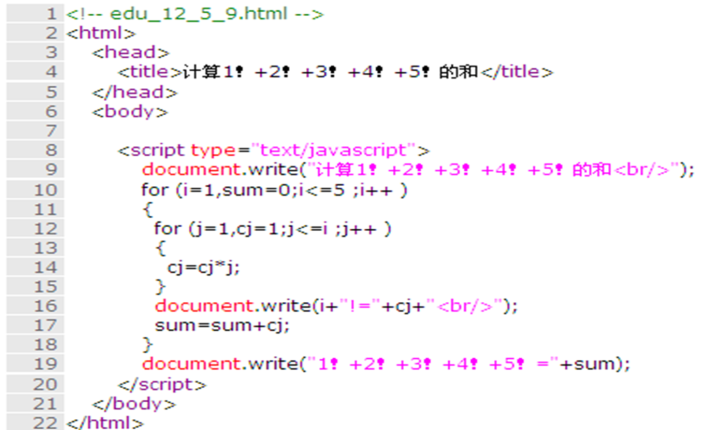 1 <!-- edu_12_5_9.html -->
2 <html>
3 <head>
4 <title>计算1！+2！+3！+4！+5！的和</title>
5 </head>
6 <body>
7
8 <script type="text/javascript">
9 document.write("计算1！+2！+3！+4！+5！的和<br/>");
10 for (i=1,sum=0;i<=5 ;i++ )
11 {
12 for (j=1,cj=1;j<=i ;j++ )
13 {
14 cj=cj*j;
15 }
16 document.write(i+"!="+cj+"<br/>");
17 sum=sum+cj;
18 }
19 document.write("1！+2！+3！+4！+5！="+sum);
20 </script>
21 </body>
22 </html>